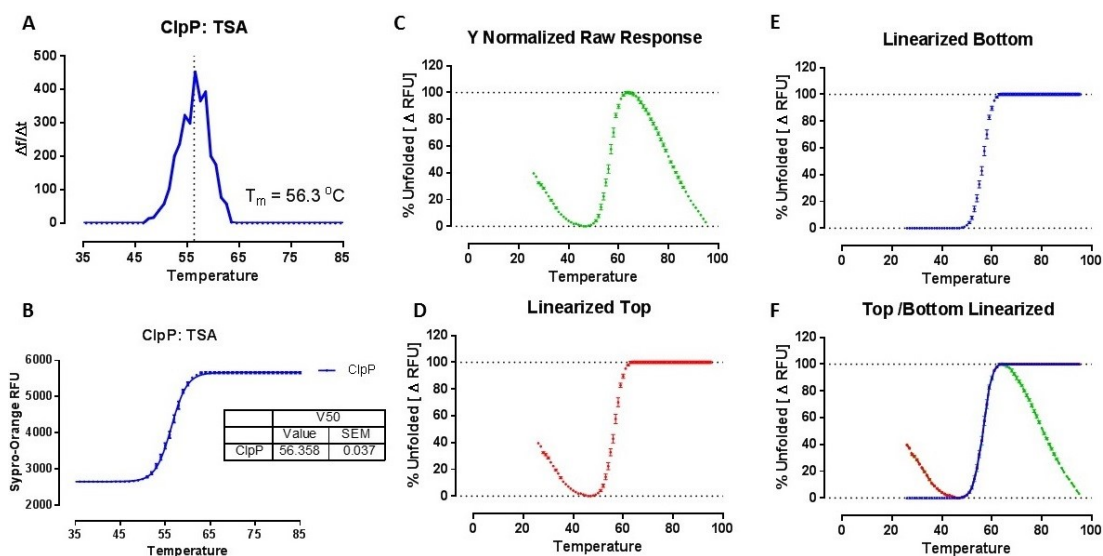 A
ClpP: TSA
Δf/Δt
500
400
300
200
100
0
Tm = 56.3 °C
35 45 55 65 75 85
Temperature
B
ClpP: TSA
Sypro-Orange RFU
6000
5000
4000
3000
2000
ClpP
V50
Value SEM
ClpP 56.358 0.037
35 45 55 65 75 85
Temperature
C
Y Normalized Raw Response
% Unfolded [ Δ RFU]
120
100
80
60
40
20
0
0 20 40 60 80 100
Temperature
D
Linearized Top
% Unfolded [ Δ RFU]
120
100
80
60
40
20
0
0 20 40 60 80 100
Temperature
E
Linearized Bottom
% Unfolded [ Δ RFU]
120
100
80
60
40
20
0
0 20 40 60 80 100
Temperature
F
Top /Bottom Linearized
% Unfolded [ Δ RFU]
120
100
80
60
40
20
0
0 20 40 60 80 100
Temperature